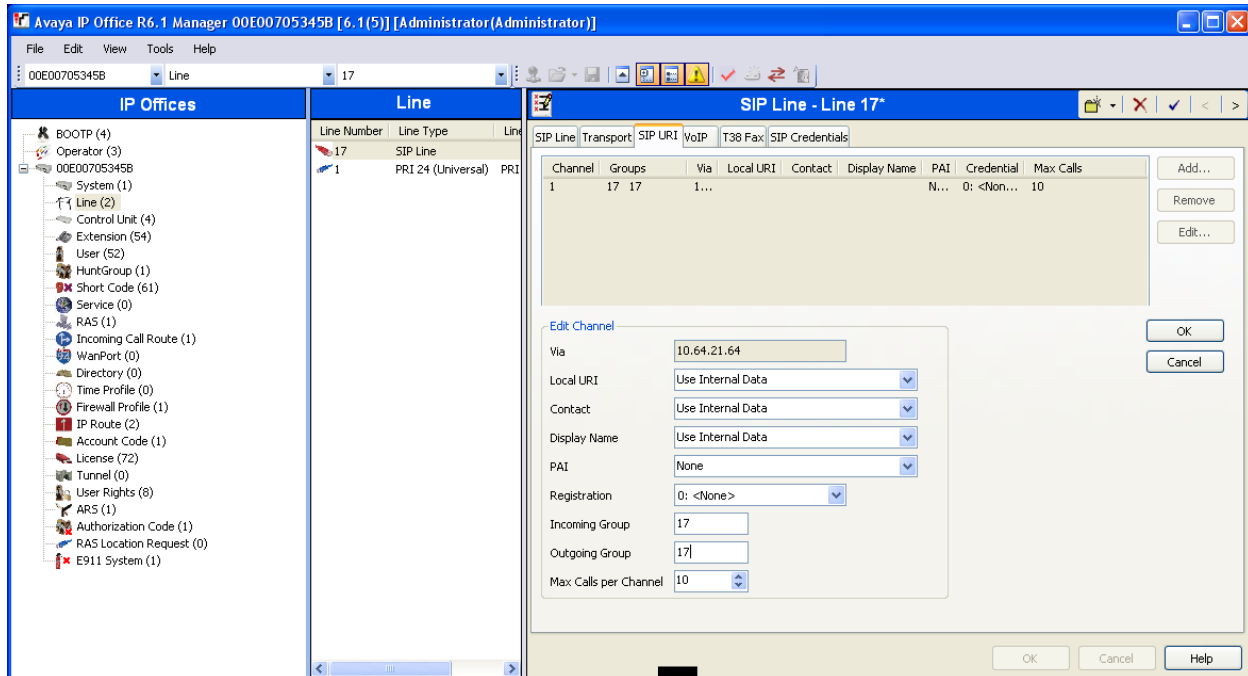 Avaya IP Office R6.1 Manager 00E00705345B [6.1(5)] [Administrator(Administrator)]
File Edit View Tools Help
00E00705345B Line 17
IP Offices
BOOTP (4)
Operator (3)
00E00705345B
System (1)
Line (2)
Control Unit (4)
Extension (54)
User (52)
HuntGroup (1)
Short Code (61)
Service (0)
RAS (1)
Incoming Call Route (1)
WanPort (0)
Directory (0)
Time Profile (0)
Firewall Profile (1)
IP Route (2)
Account Code (1)
License (72)
Tunnel (0)
User Rights (8)
ARS (1)
Authorization Code (1)
RAS Location Request (0)
E911 System (1)
Line
Line Number Line Type Line
17 SIP Line
1 PRI 24 (Universal) PRI
SIP Line - Line 17*
SIP Line Transport SIP URI VoIP T38 Fax SIP Credentials
Channel Groups Via Local URI Contact Display Name PAI Credential Max Calls
1 17 17 1... N... 0: <Non... 10
Add...
Remove
Edit...
Edit Channel
Via 10.64.21.64
Local URI Use Internal Data
Contact Use Internal Data
Display Name Use Internal Data
PAI None
Registration 0: <None>
Incoming Group 17
Outgoing Group 17
Max Calls per Channel 10
OK
Cancel
OK Cancel Help